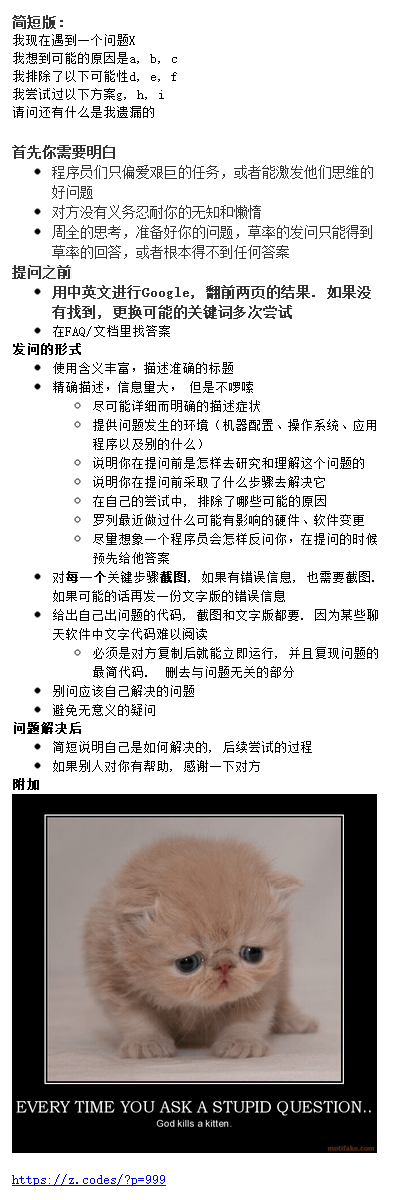 简短版:
我现在遇到一个问题X
我想到可能的原因是a, b, c
我排除了以下可能性d, e, f
我尝试过以下方案g, h, i
请问还有什么是我遗漏的
首先你需要明白
程序员们只偏爱艰巨的任务，或者能激发他们思维的
好问题
对方没有义务忍耐你的无知和懒惰
周全的思考，准备好你的问题，草率的发问只能得到
草率的回答，或者根本得不到任何答案
提问之前
用中英文进行Google, 翻前两页的结果. 如果没
有找到, 更换可能的关键词多次尝试
在FAQ/文档里找答案
发问的形式
使用含义丰富，描述准确的标题
精确描述，信息量大， 但是不啰嗦
尽可能详细而明确的描述症状
提供问题发生的环境（机器配置、操作系统、应用
程序以及别的什么）
说明你在提问前是怎样去研究和理解这个问题的
说明你在提问前采取了什么步骤去解决它
在自己的尝试中, 排除了哪些可能的原因
罗列最近做过什么可能有影响的硬件、软件变更
尽量想象一个程序员会怎样反问你，在提问的时候
预先给他答案
对每一个关键步骤截图, 如果有错误信息, 也需要截图.
如果可能的话再发一份文字版的错误信息
给出自己出问题的代码, 截图和文字版都要. 因为某些聊
天软件中文字代码难以阅读
必须是对方复制后就能立即运行, 并且复现问题的
最简代码. 删去与问题无关的部分
别问应该自己解决的问题
避免无意义的疑问
问题解决后
简短说明自己是如何解决的, 后续尝试的过程
如果别人对你有帮助, 感谢一下对方
附加
EVERY TIME YOU ASK A STUPID QUESTION..
God kills a kitten.
motifake.com
https://z.codes/?p=999